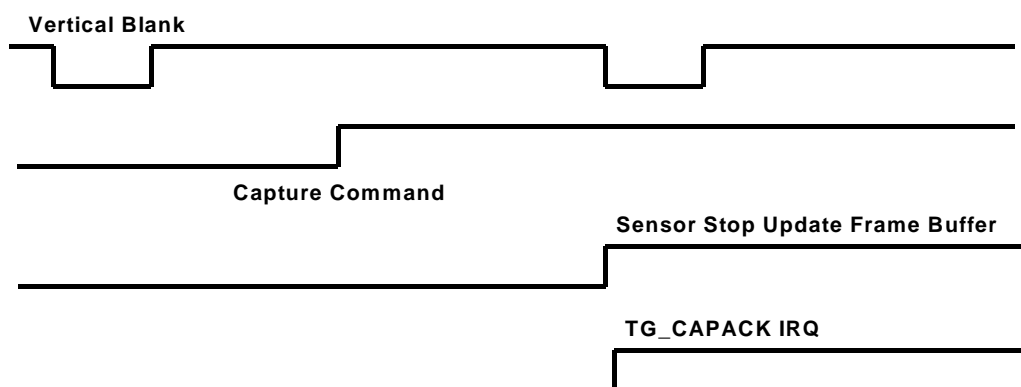 Vertical Blank
Capture Command
Sensor Stop Update Frame Buffer
TG_CAPACK IRQ